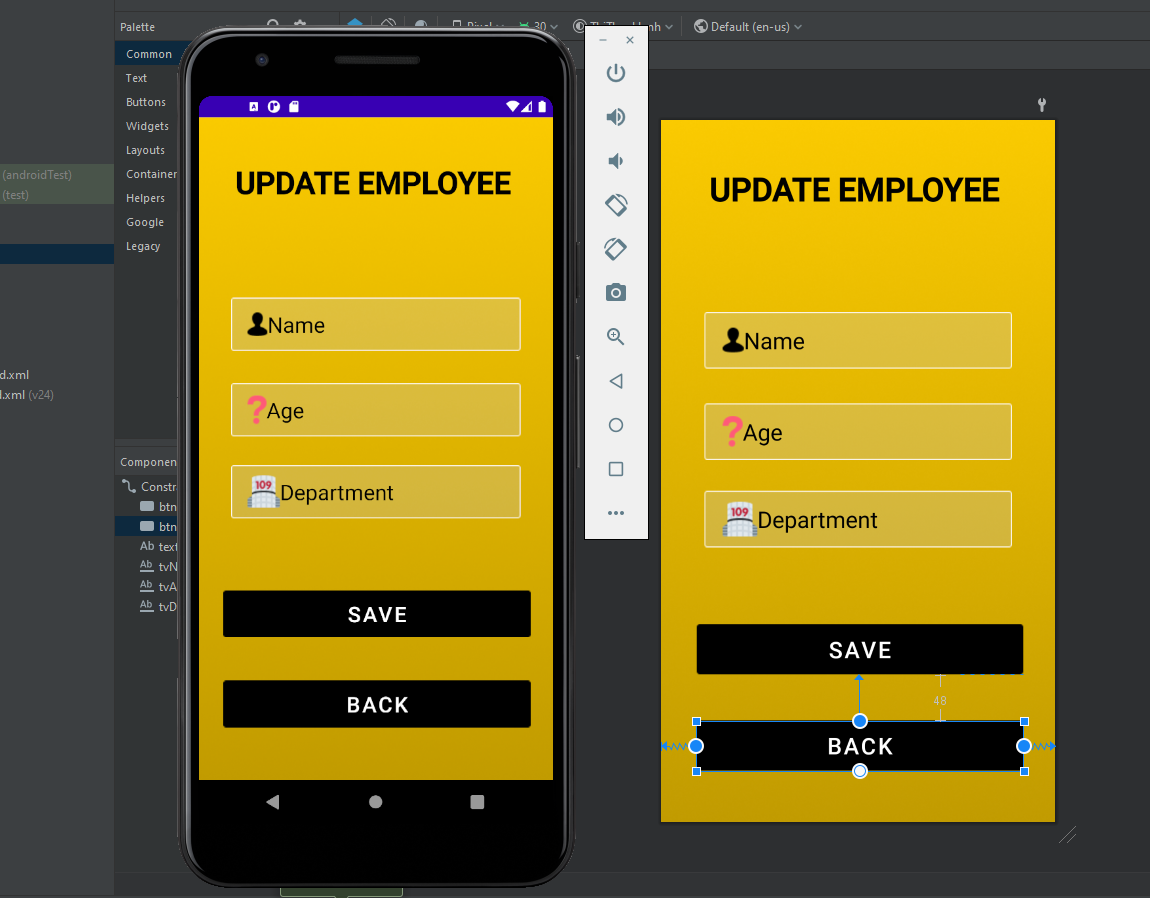 Palette
Common
Text
Buttons
Widgets
Layouts
Container
Helpers
Google
Legacy
Pixel
30
Default (en-us)
(androidTest)
(test)
d.xml
d.xml (v24)
Componen
Constr
btn
btn
Ab text
Ab tvN
Ab tvA
Ab tvD
UPDATE EMPLOYEE
Name
Age
109
Department
SAVE
BACK
UPDATE EMPLOYEE
Name
Age
109
Department
SAVE
48
BACK